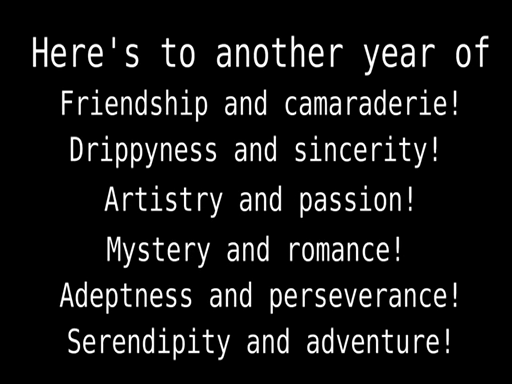 Here's to another year of
Friendship and camaraderie!
Drippyness and sincerity!
Artistry and passion!
Mystery and romance!
Adeptness and perseverance!
Serendipity and adventure!